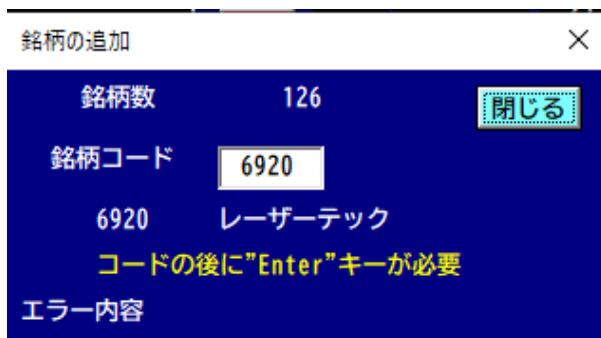 銘柄の追加
銘柄数 126 閉じる
銘柄コード 6920
6920 レーザーテック
コードの後に”Enter”キーが必要
エラー内容